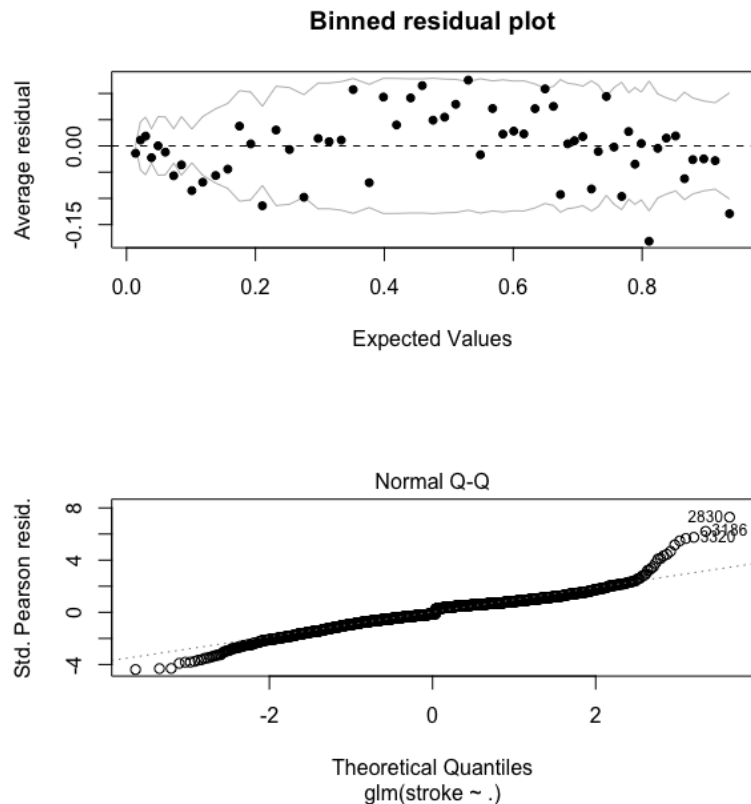 Binned residual plot
Average residual
0.00
-0.15
0.0 0.2 0.4 0.6 0.8
Expected Values
Normal Q-Q
Std. Pearson resid.
8
4
0
-4
2830
3186
3320
-2 0 2
Theoretical Quantiles
glm(stroke ~ .)